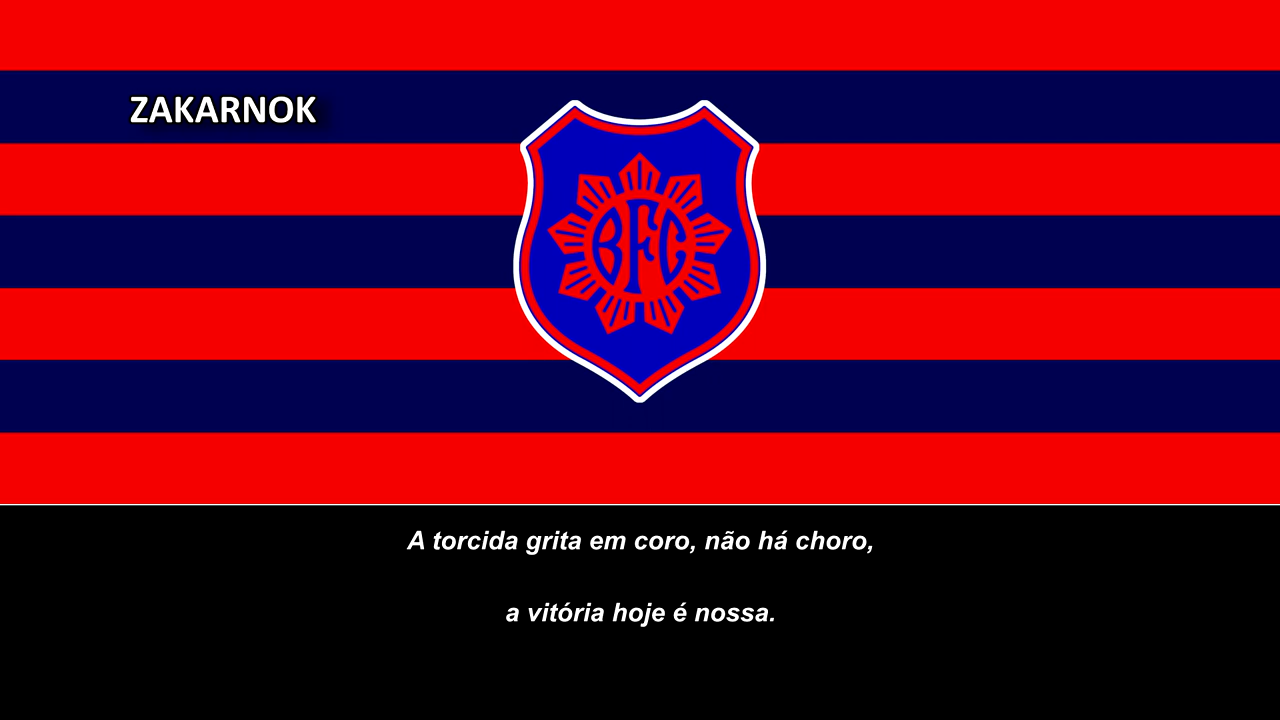 ZAKARNOK
BFC
A torcida grita em coro, não há choro,
a vitória hoje é nossa.